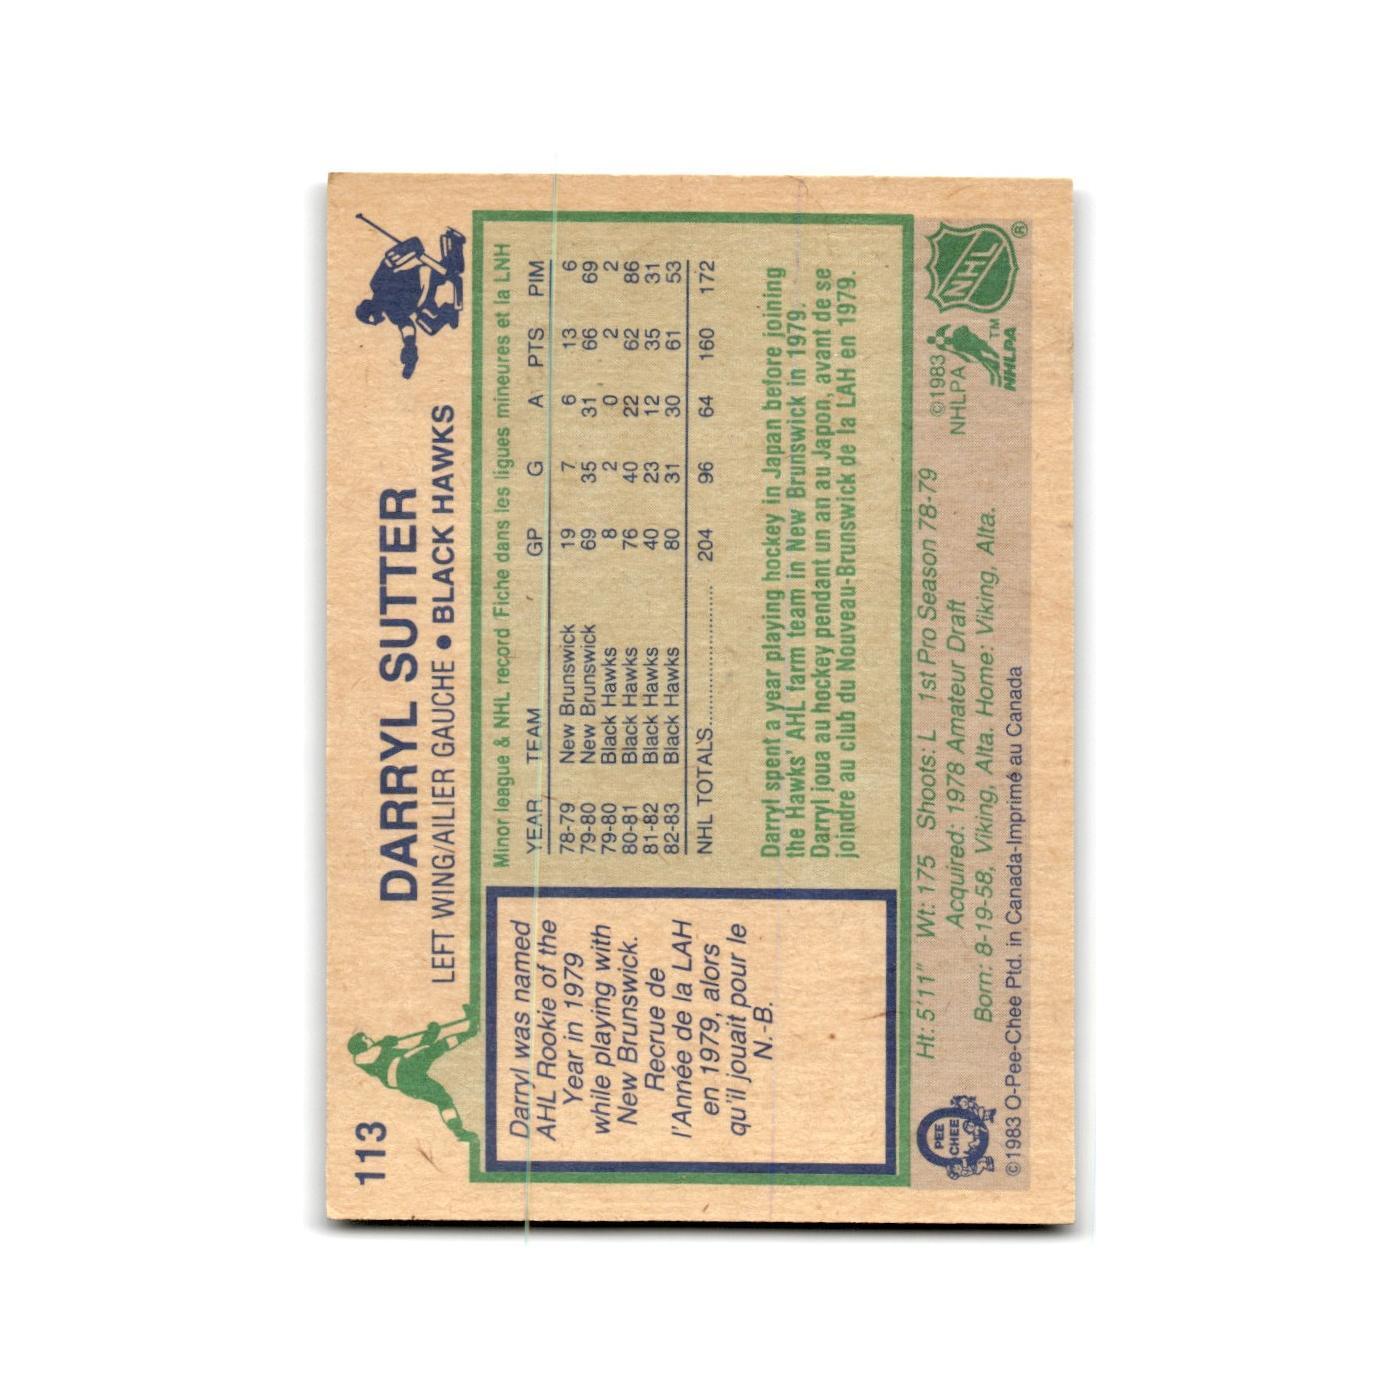 113
DARRYL SUTTER
LEFT WING/AILIER GAUCHE • BLACK HAWKS
Darryl was named
AHL Rookie of the
Year in 1979
while playing with
New Brunswick.
Recrue de
l'Année de la LAH
en 1979, alors
qu'il jouait pour le
N.-B.
Minor league & NHL record Fiche dans les ligues mineures et la LNH
YEAR TEAM GP G A PTS PIM
78-79 New Brunswick 19 7 6 13 6
79-80 New Brunswick 69 35 31 66 69
79-80 Black Hawks 8 2 0 2 2
80-81 Black Hawks 76 40 22 62 86
81-82 Black Hawks 40 23 12 35 31
82-83 Black Hawks 80 31 30 61 53
NHL TOTALS 204 96 64 160 172
Darryl spent a year playing hockey in Japan before joining
the Hawks' AHL farm team in New Brunswick in 1979.
Darryl joua au hockey pendant un an au Japon, avant de se
joindre au club du Nouveau-Brunswick de la LAH en 1979.
Ht: 5'11" Wt: 175 Shoots: L 1st Pro Season 78-79
Acquired: 1978 Amateur Draft
Born: 8-19-58, Viking, Alta. Home: Viking, Alta.
©1983 O-Pee-Chee Ptd. in Canada-Imprimé au Canada
PEE
CHEE
©1983
NHLPA
NHLPA
TM
NHL
®